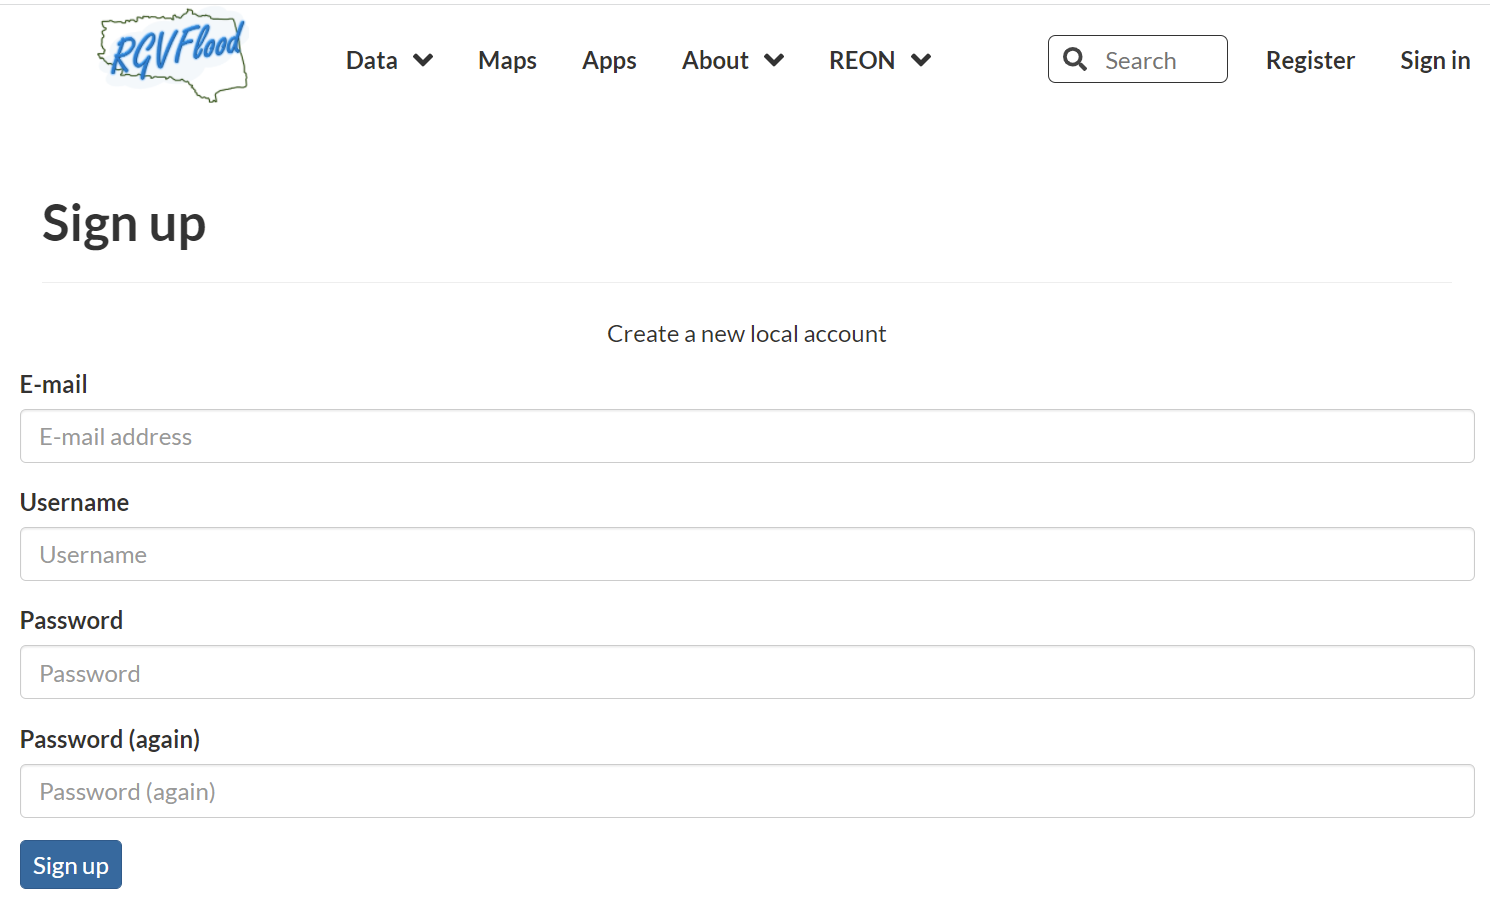 RGVFlood
Data Maps Apps About REON Search Register Sign in
Sign up
Create a new local account
E-mail
E-mail address
Username
Username
Password
Password
Password (again)
Password (again)
Sign up